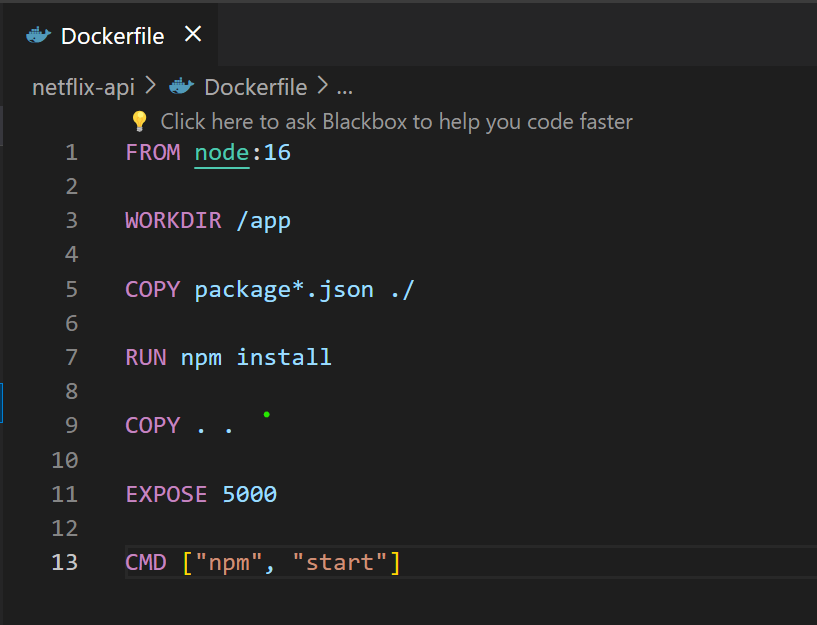 Dockerfile ×
netflix-api > Dockerfile > ...
Click here to ask Blackbox to help you code faster
1 FROM node:16
2
3 WORKDIR /app
4
5 COPY package*.json ./
6
7 RUN npm install
8
9 COPY . .
10
11 EXPOSE 5000
12
13 CMD ["npm", "start"]